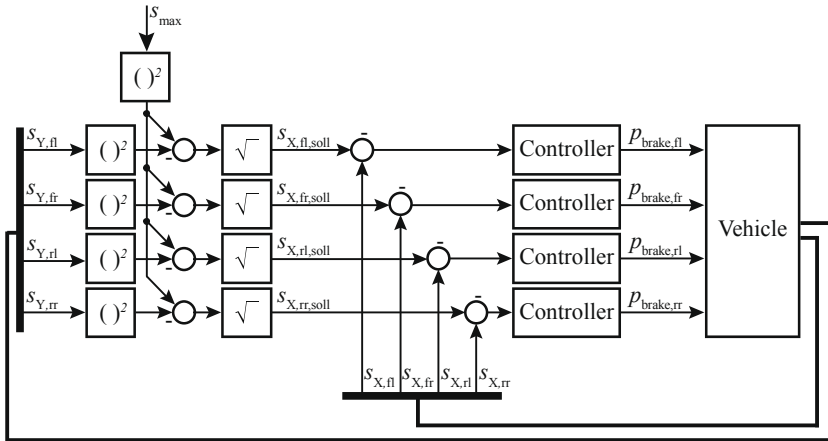 s_max
( )²
s_Y,fl
( )²
-
√
s_X,fl,soll
-
Controller
p_brake,fl
s_Y,fr
( )²
-
√
s_X,fr,soll
-
Controller
p_brake,fr
Vehicle
s_Y,rl
( )²
-
√
s_X,rl,soll
-
Controller
p_brake,rl
s_Y,rr
( )²
-
√
s_X,rr,soll
-
Controller
p_brake,rr
s_X,fl
s_X,fr
s_X,rl
s_X,rr